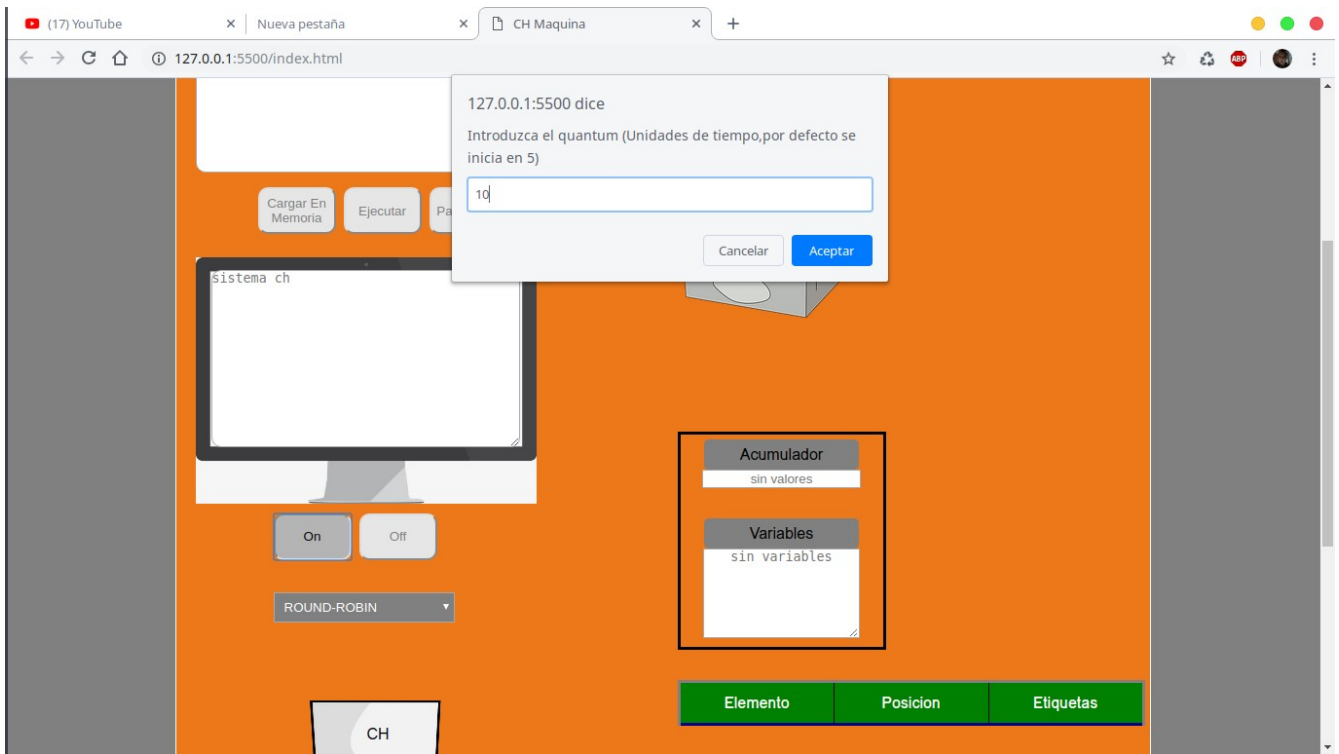 (17) YouTube
Nueva pestaña
CH Maquina
127.0.0.1:5500/index.html
ABP
127.0.0.1:5500 dice
Introduzca el quantum (Unidades de tiempo,por defecto se
inicia en 5)
10
Cancelar
Aceptar
Cargar En
Memoria
Ejecutar
Pa
sistema ch
On
Off
ROUND-ROBIN
CH
Acumulador
sin valores
Variables
sin variables
Elemento
Posicion
Etiquetas